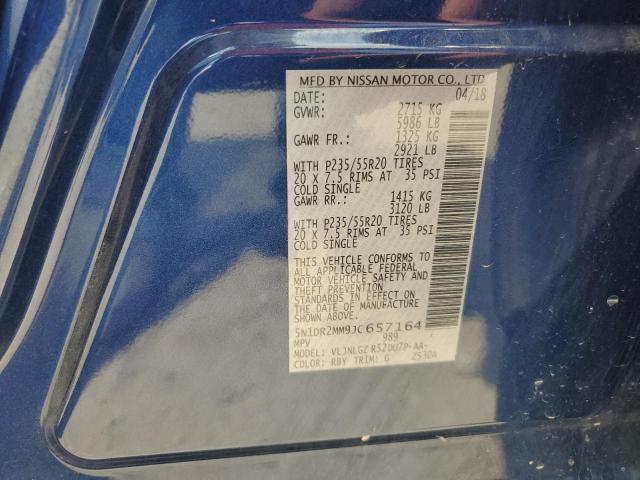 MFD BY NISSAN MOTOR CO., LTD
DATE: 04/18
GVWR: 2715 KG
5986 LB
GAWR FR.: 1325 KG
2921 LB
WITH P235/55R20 TIRES
20 X 7.5 RIMS AT 35 PSI
COLD SINGLE
GAWR RR.: 1415 KG
3120 LB
WITH P235/55R20 TIRES
20 X 7.5 RIMS AT 35 PSI
COLD SINGLE
THIS VEHICLE CONFORMS TO
ALL APPLICABLE FEDERAL
MOTOR VEHICLE SAFETY AND
THEFT PREVENTION
STANDARDS IN EFFECT ON
THE DATE OF MANUFACTURE
SHOWN ABOVE.
5N1DR2MM9JC657164
MPV 989
MODEL: VLJNLGZ R52DU7P-AA-
COLOR: RBY TRIM: G ZS30A